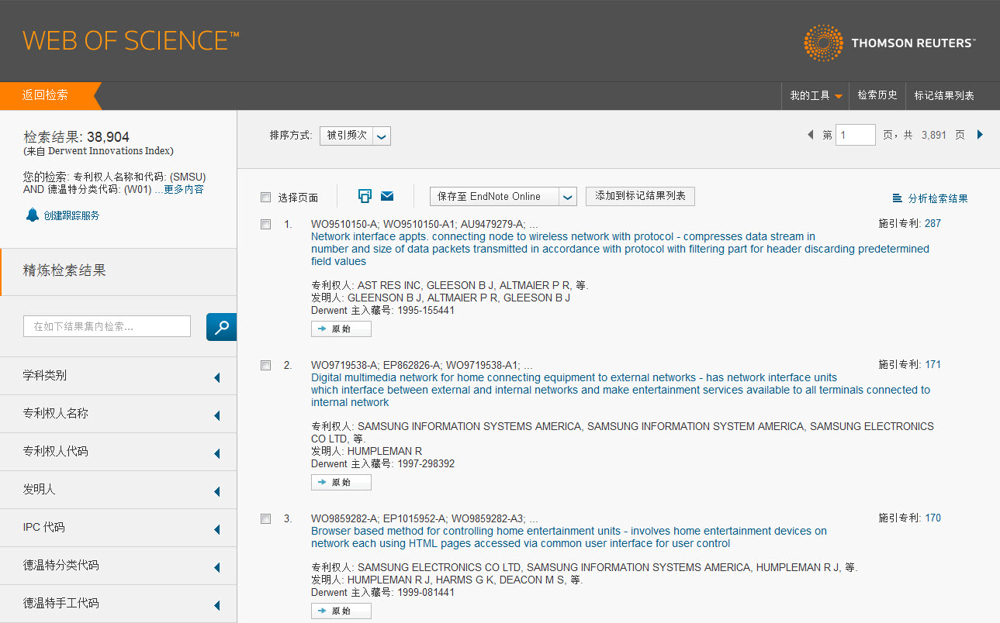 WEB OF SCIENCE™
THOMSON REUTERS™
返回检索
我的工具
检索历史
标记结果列表
检索结果: 38,904
(来自 Derwent Innovations Index)
您的检索: 专利权人名称和代码: (SMSU)
AND 德温特分类代码: (W01) ...更多内容
创建跟踪服务
精炼检索结果
在如下结果集内检索...
学科类别
专利权人名称
专利权人代码
发明人
IPC 代码
德温特分类代码
德温特手工代码
排序方式: 被引频次
第 1 页，共 3,891 页
选择页面
保存至 EndNote Online
添加到标记结果列表
分析检索结果
1. WO9510150-A; WO9510150-A1; AU9479279-A; ...
施引专利: 287
Network interface appts. connecting node to wireless network with protocol - compresses data stream in
number and size of data packets transmitted in accordance with protocol with filtering part for header discarding predetermined
field values
专利权人: AST RES INC, GLEESON B J, ALTMAIER P R, 等.
发明人: GLEENSON B J, ALTMAIER P R, GLEESON B J
Derwent 主入藏号: 1995-155441
原始
2. WO9719538-A; EP862826-A; WO9719538-A1; ...
施引专利: 171
Digital multimedia network for home connecting equipment to external networks - has network interface units
which interface between external and internal networks and make entertainment services available to all terminals connected to
internal network
专利权人: SAMSUNG INFORMATION SYSTEMS AMERICA, SAMSUNG INFORMATION SYSTEM AMERICA, SAMSUNG ELECTRONICS
CO LTD, 等.
发明人: HUMPLEMAN R
Derwent 主入藏号: 1997-298392
原始
3. WO9859282-A; EP1015952-A; WO9859282-A3; ...
施引专利: 170
Browser based method for controlling home entertainment units - involves home entertainment devices on
network each using HTML pages accessed via common user interface for user control
专利权人: SAMSUNG ELECTRONICS CO LTD, SAMSUNG INFORMATION SYSTEMS AMERICA, HUMPLEMAN R J, 等.
发明人: HUMPLEMAN R J, HARMS G K, DEACON M S, 等.
Derwent 主入藏号: 1999-081441
原始